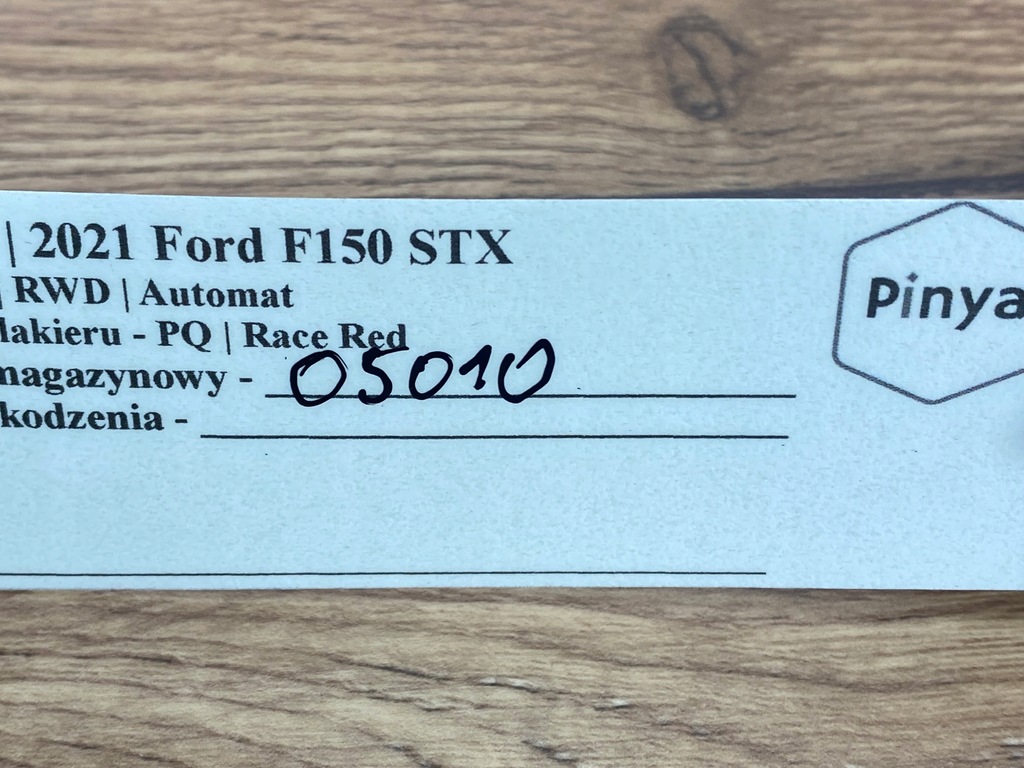 | 2021 Ford F150 STX
| RWD | Automat
lakieru - PQ | Race Red
magazynowy - 05010
kodzenia -
Pinya